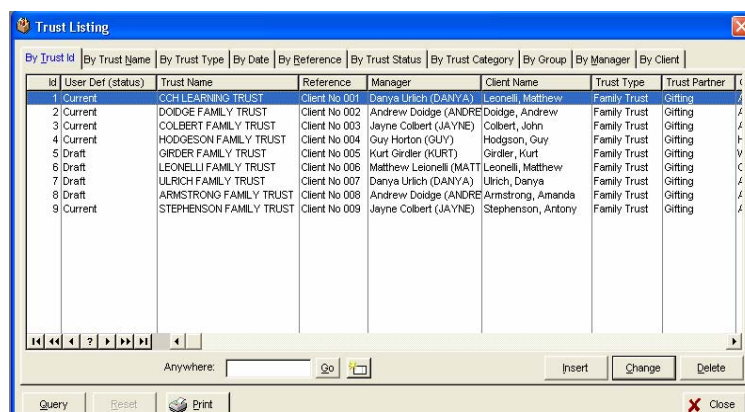 Trust Listing
By Trust Id By Trust Name By Trust Type By Date By Reference By Trust Status By Trust Category By Group By Manager By Client
Id User Def (status) Trust Name Reference Manager Client Name Trust Type Trust Partner
1 Current CCH LEARNING TRUST Client No 001 Danya Urlich (DANYA) Leonelli, Matthew Family Trust Gifting
2 Current DOIDGE FAMILY TRUST Client No 002 Andrew Doidge (ANDRE Doidge, Andrew Family Trust Gifting
3 Current COLBERT FAMILY TRUST Client No 003 Jayne Colbert (JAYNE) Colbert, John Family Trust Gifting
4 Current HODGESON FAMILY TRUST Client No 004 Guy Horton (GUY) Hodgson, Guy Family Trust Gifting
5 Draft GIRDER FAMILY TRUST Client No 005 Kurt Girdler (KURT) Girdler, Kurt Family Trust Gifting
6 Draft LEONELLI FAMILY TRUST Client No 006 Matthew Leionelli (MATT Leonelli, Matthew Family Trust Gifting
7 Draft ULRICH FAMILY TRUST Client No 007 Danya Urlich (DANYA) Ulrich, Danya Family Trust Gifting
8 Draft ARMSTRONG FAMILY TRUST Client No 008 Andrew Doidge (ANDRE Armstrong, Amanda Family Trust Gifting
9 Current STEPHENSON FAMILY TRUST Client No 009 Jayne Colbert (JAYNE) Stephenson, Antony Family Trust Gifting
?
Anywhere: Go Insert Change Delete
Query Reset Print Close